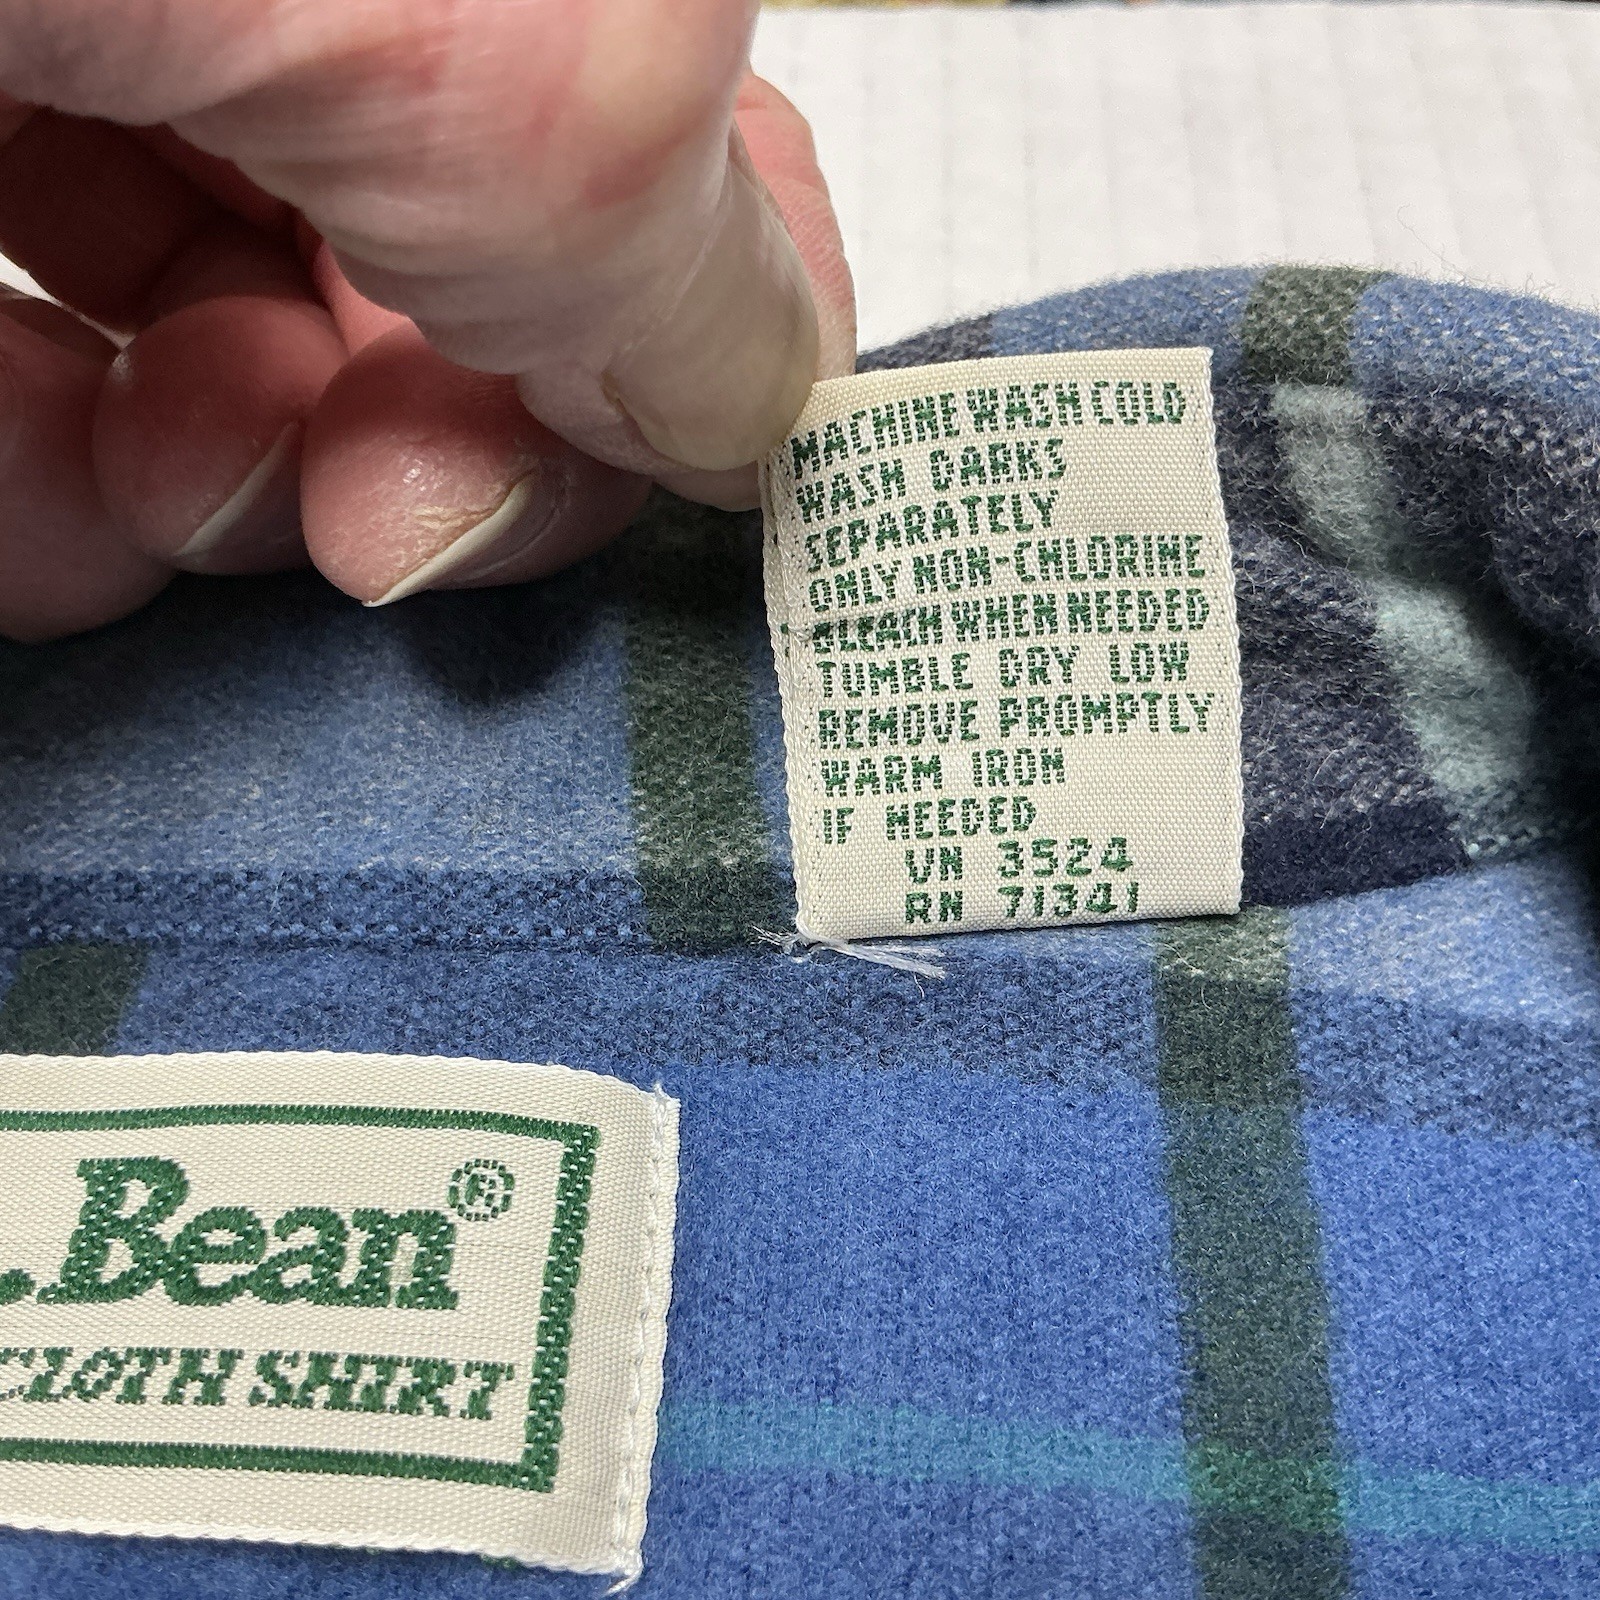 MACHINE WASH COLD
WASH DARKS
SEPARATELY
ONLY NON-CHLORINE
BLEACH WHEN NEEDED
TUMBLE DRY LOW
REMOVE PROMPTLY
WARM IRON
IF NEEDED
VN 3524
RN 71341
.Bean®
CLOTH SHIRT